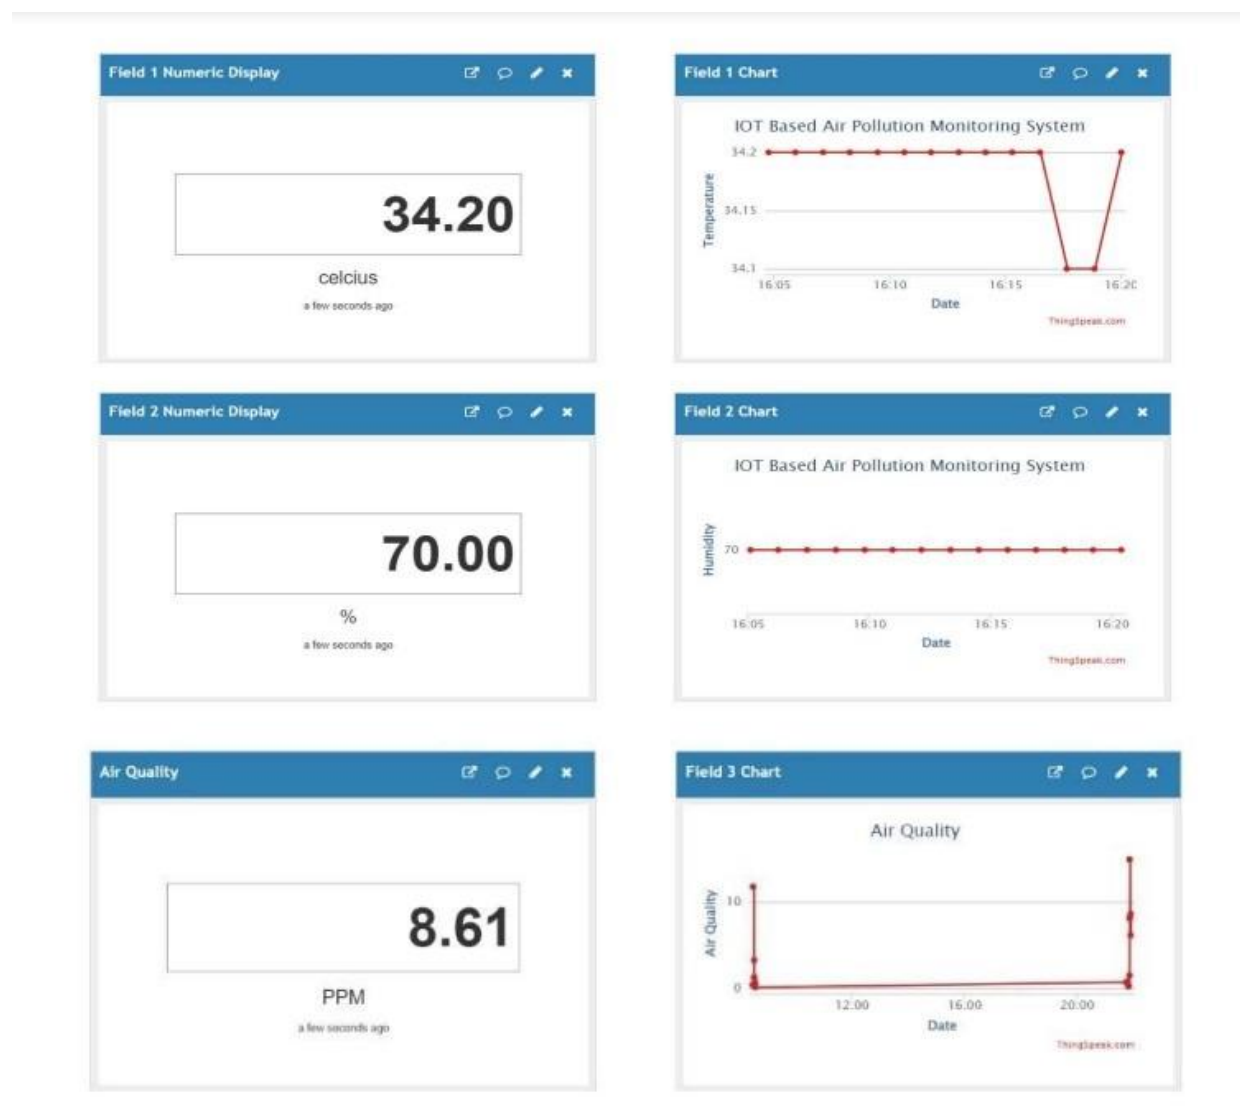 Field 1 Numeric Display
34.20
celcius
a few seconds ago
Field 1 Chart
IOT Based Air Pollution Monitoring System
Temperature
34.2
34.15
34.1
16:05 16:10 16:15 16:20
Date
ThingSpeak.com
Field 2 Numeric Display
70.00
%
a few seconds ago
Field 2 Chart
IOT Based Air Pollution Monitoring System
Humidity
70
16:05 16:10 16:15 16:20
Date
ThingSpeak.com
Air Quality
8.61
PPM
a few seconds ago
Field 3 Chart
Air Quality
Air Quality
10
0
12:00 16:00 20:00
Date
ThingSpeak.com